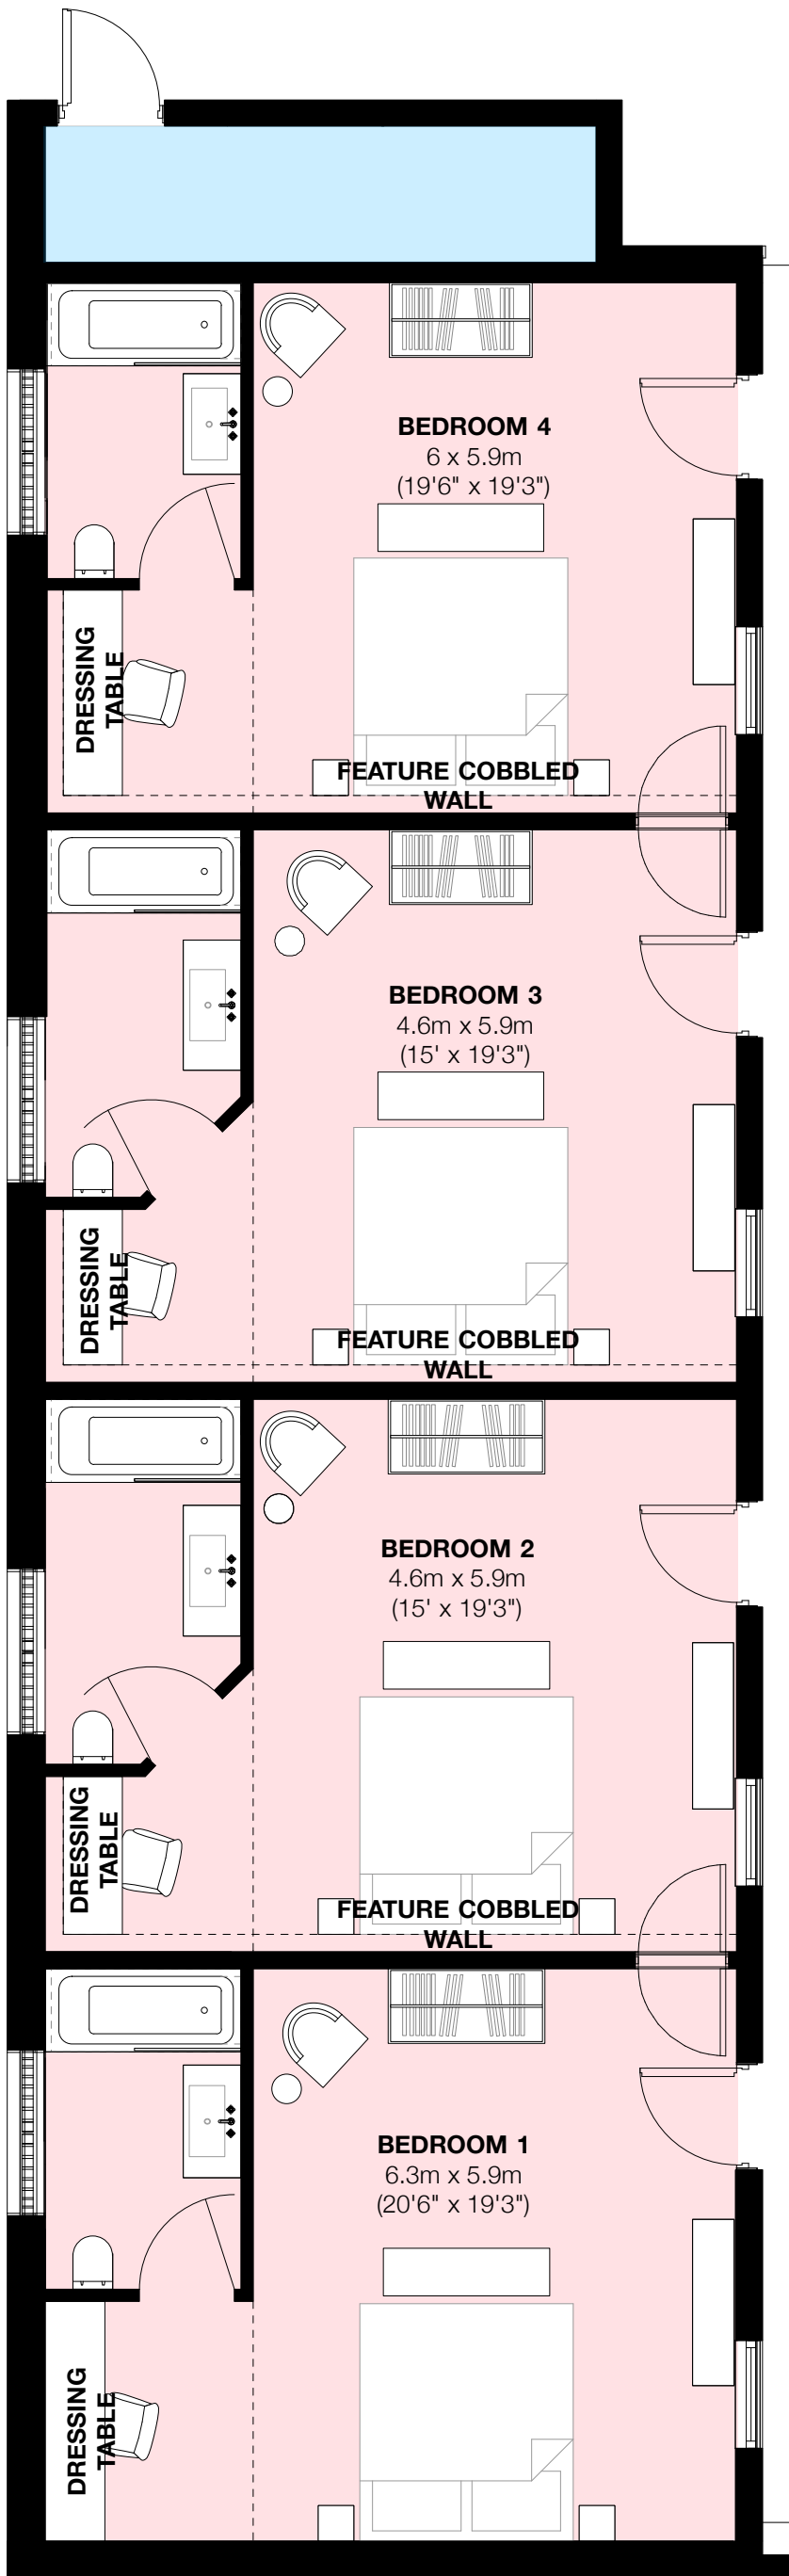 BEDROOM 4
6 x 5.9m
(19'6" x 19'3")
DRESSING
TABLE
FEATURE COBBLED
WALL
BEDROOM 3
4.6m x 5.9m
(15' x 19'3")
DRESSING
TABLE
FEATURE COBBLED
WALL
BEDROOM 2
4.6m x 5.9m
(15' x 19'3")
DRESSING
TABLE
FEATURE COBBLED
WALL
BEDROOM 1
6.3m x 5.9m
(20'6" x 19'3")
DRESSING
TABLE